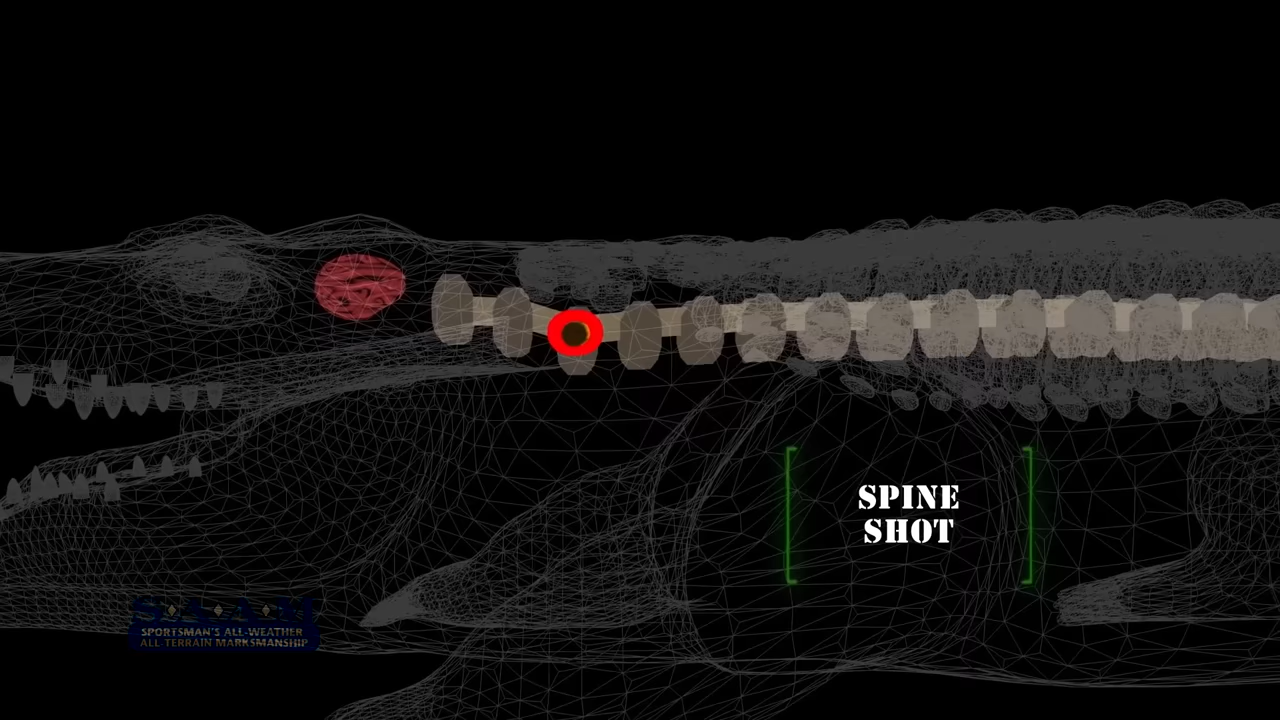 SPINE
SHOT
S·A·A·M
SPORTSMAN'S ALL-WEATHER
ALL-TERRAIN MARKSMANSHIP